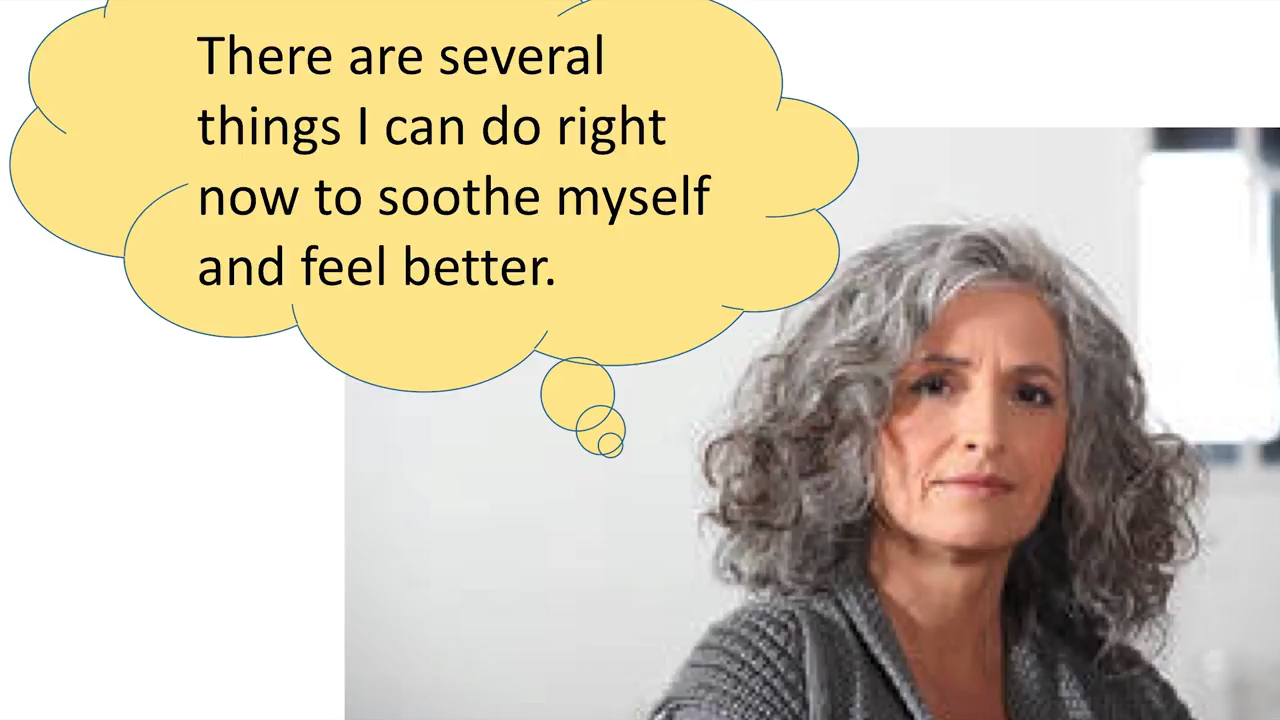 There are several
things I can do right
now to soothe myself
and feel better.